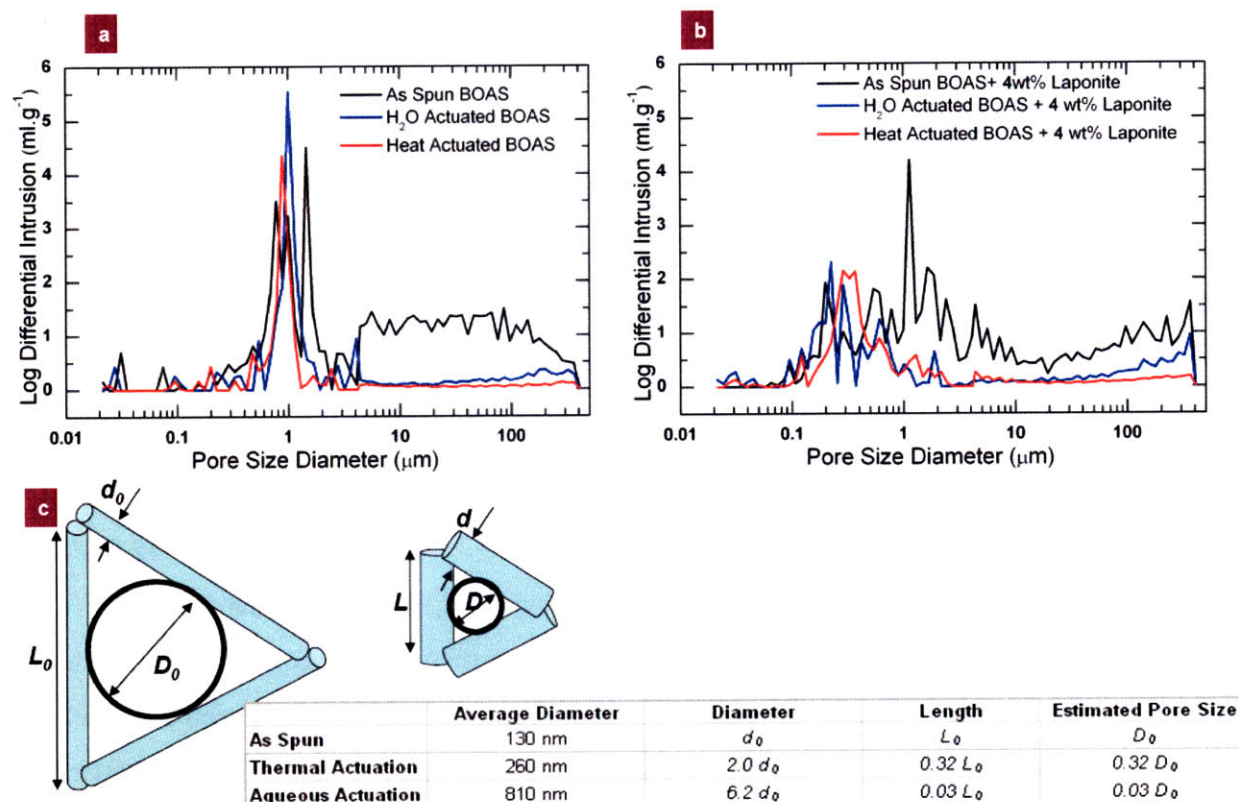 a
6
5
4
3
2
1
0
Log Differential Intrusion (ml.g⁻¹)
As Spun BOAS
H₂O Actuated BOAS
Heat Actuated BOAS
0.01 0.1 1 10 100
Pore Size Diameter (μm)
b
6
5
4
3
2
1
0
Log Differential Intrusion (ml.g⁻¹)
As Spun BOAS+ 4wt% Laponite
H₂O Actuated BOAS + 4 wt% Laponite
Heat Actuated BOAS + 4 wt% Laponite
0.01 0.1 1 10 100
Pore Size Diameter (μm)
c
d₀
L₀
D₀
d
L
D
Average Diameter Diameter Length Estimated Pore Size
As Spun 130 nm d₀ L₀ D₀
Thermal Actuation 260 nm 2.0 d₀ 0.32 L₀ 0.32 D₀
Aqueous Actuation 810 nm 6.2 d₀ 0.03 L₀ 0.03 D₀